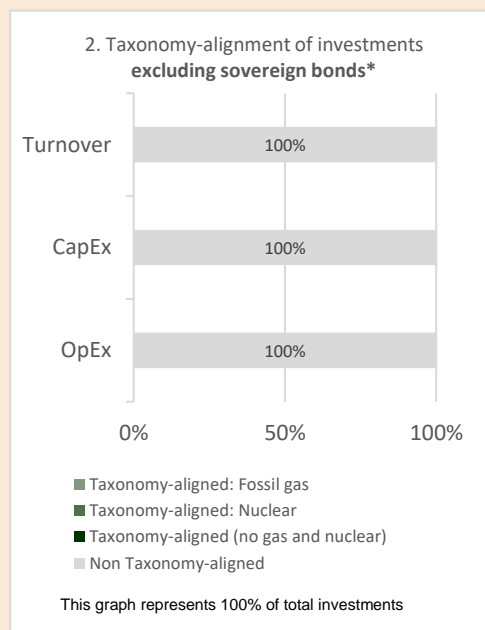 2. Taxonomy-alignment of investments
excluding sovereign bonds*
Turnover
100%
CapEx
100%
OpEx
100%
0% 50% 100%
Taxonomy-aligned: Fossil gas
Taxonomy-aligned: Nuclear
Taxonomy-aligned (no gas and nuclear)
Non Taxonomy-aligned
This graph represents 100% of total investments